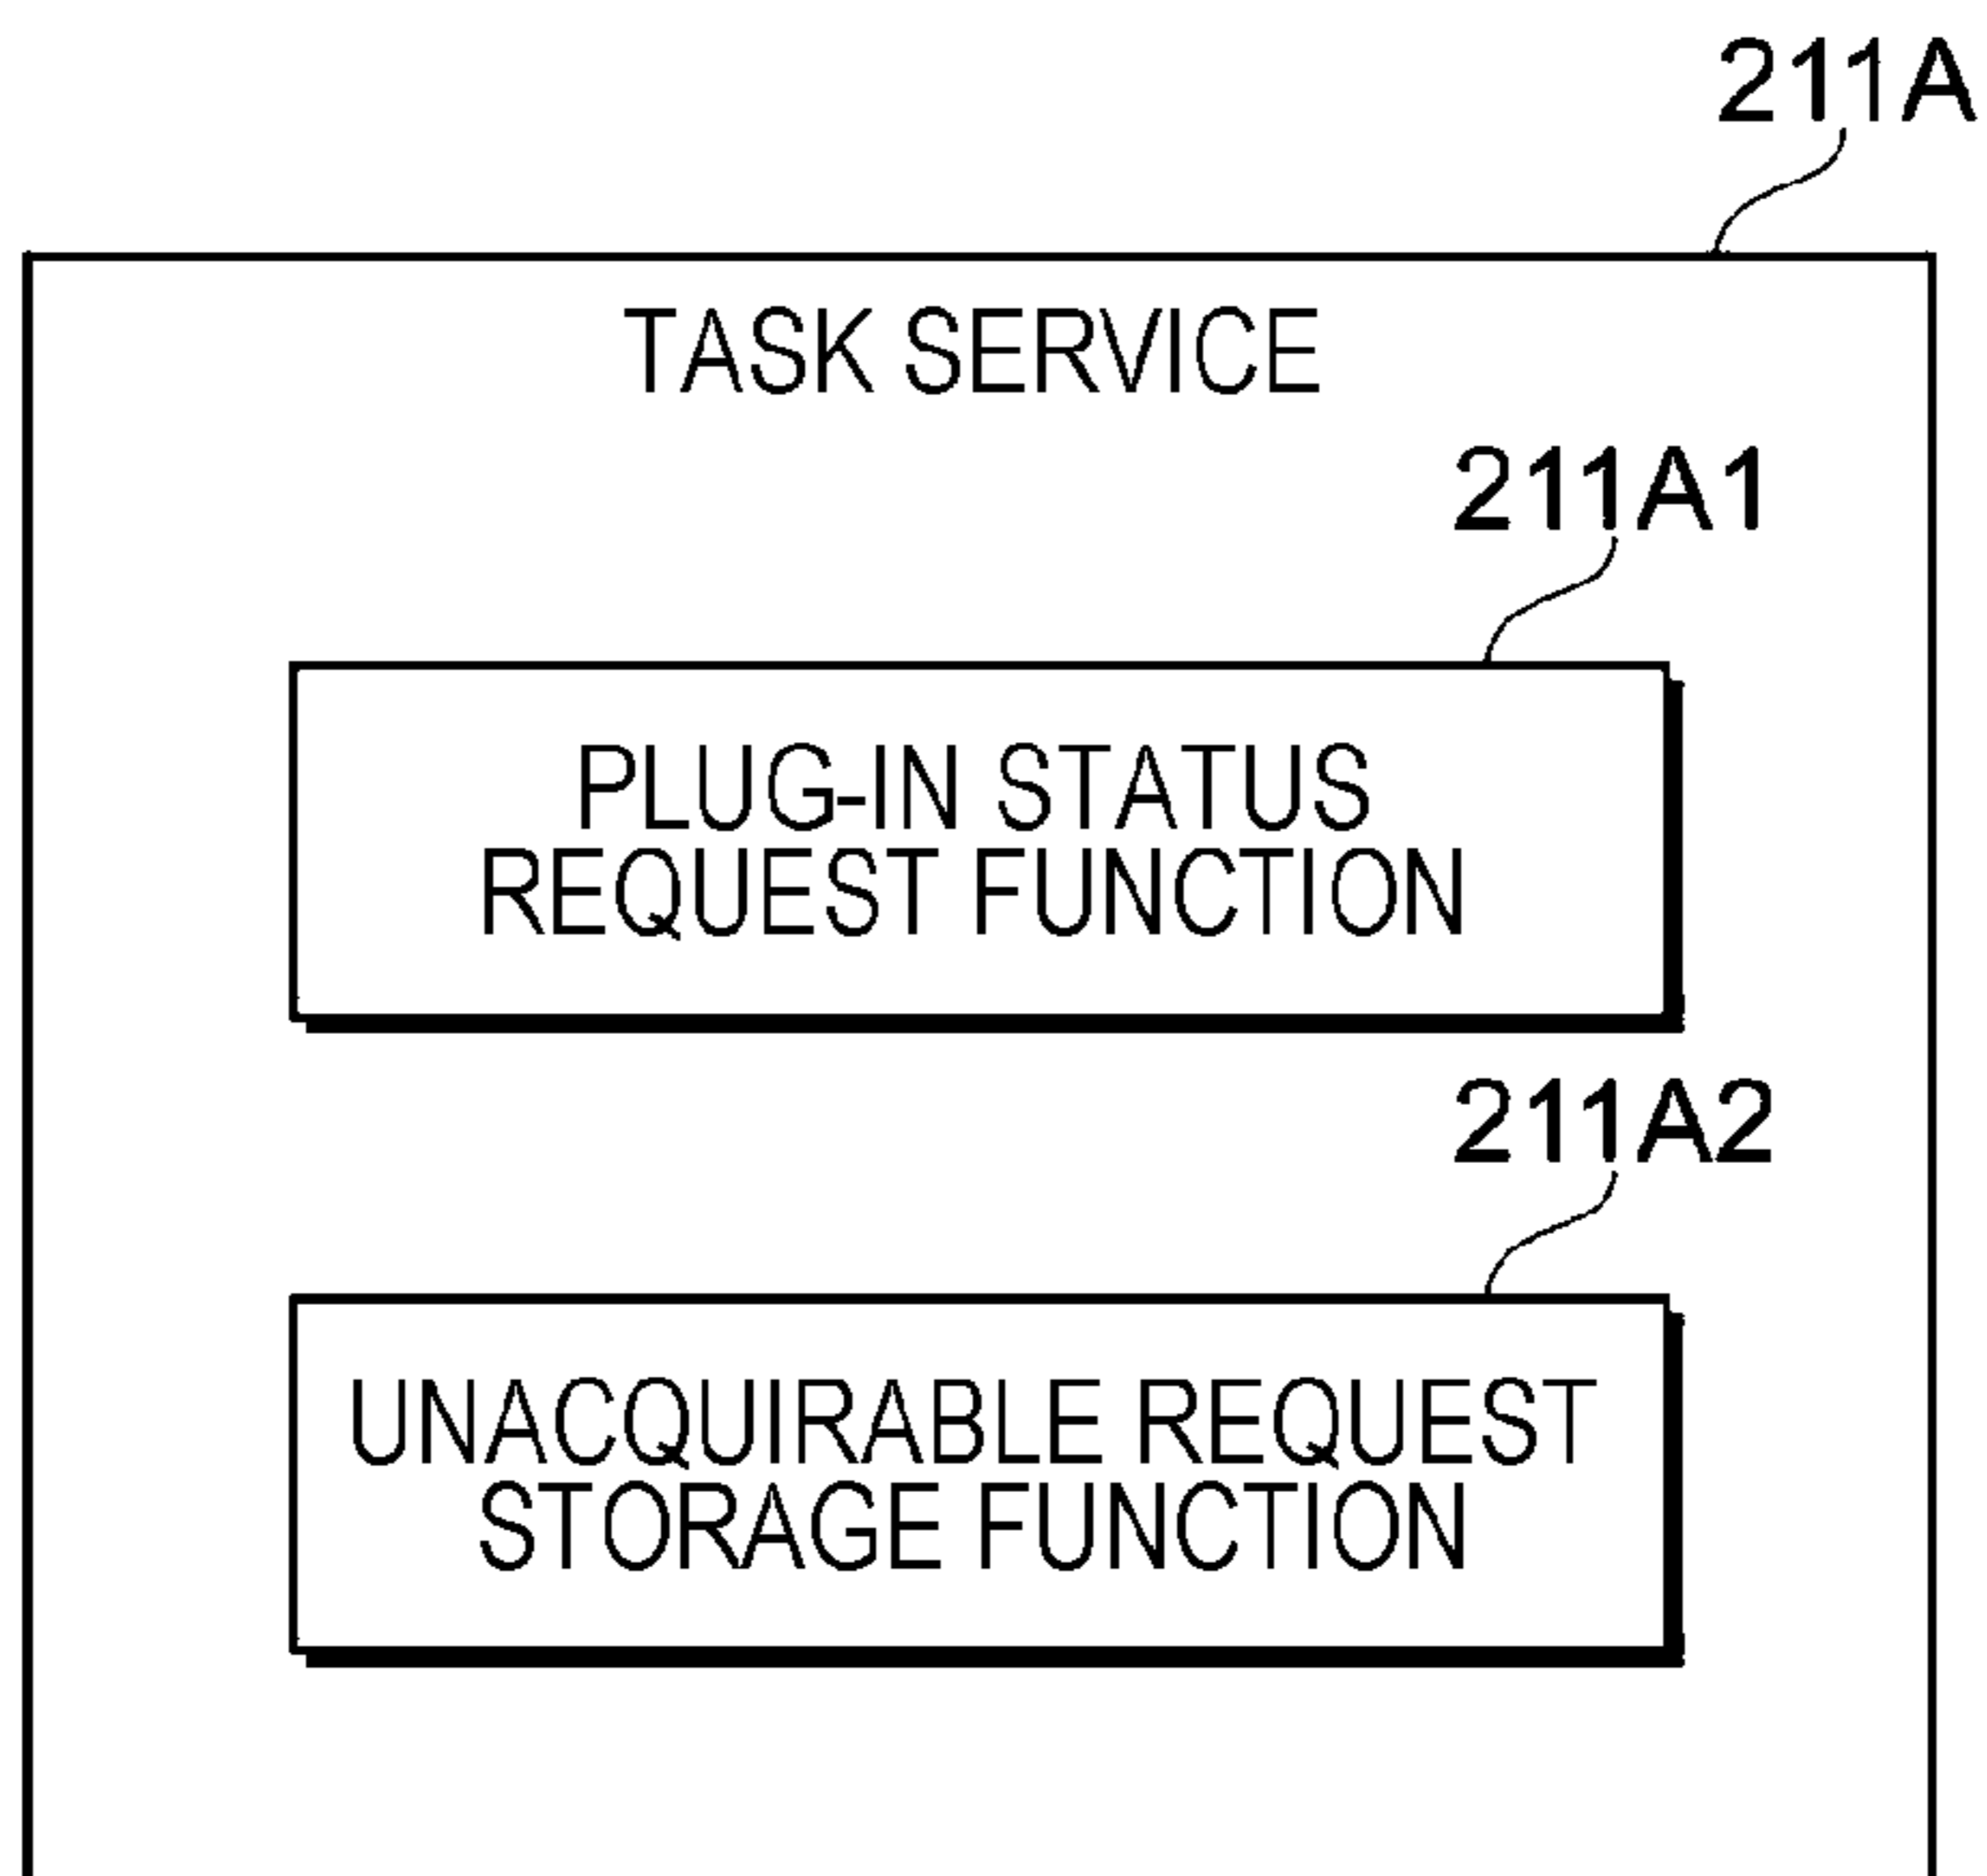 211A
TASK SERVICE
211A1
PLUG-IN STATUS
REQUEST FUNCTION
211A2
UNACQUIRABLE REQUEST
STORAGE FUNCTION